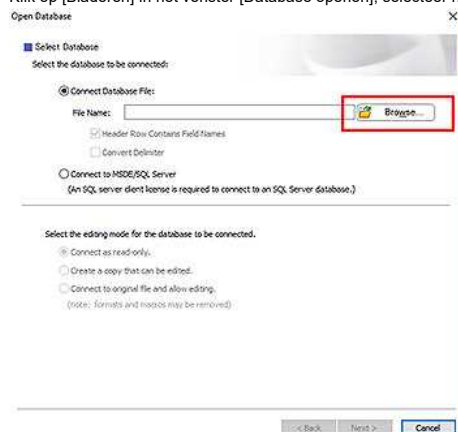 Klik op [Bladeren] in het venster [Database openen], selecteer
Open Database
Select Database
Select the database to be connected:
Connect Database File:
File Name:
Browse...
Header Row Contains Field Names
Convert Delimiter
Connect to MSDE/SQL Server
(An SQL server client license is required to connect to an SQL Server database.)
Select the editing mode for the database to be connected.
Connect as read-only.
Create a copy that can be edited.
Connect to original file and allow editing.
(note: formats and macros may be removed)
< Back Next > Cancel